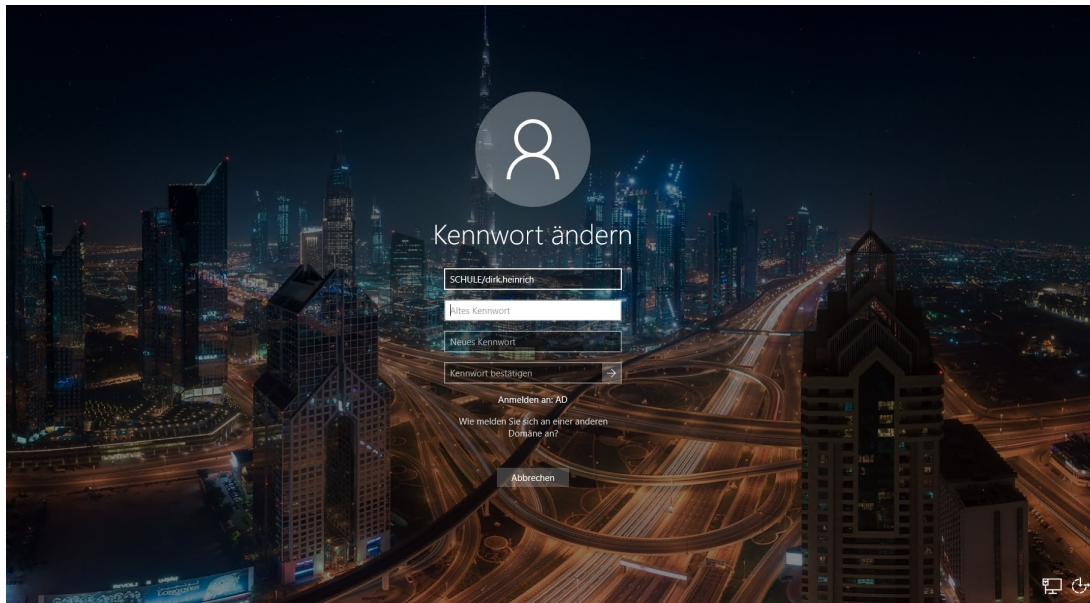 Kennwort ändern
SCHULE/dirk.heinrich
Altes Kennwort
Neues Kennwort
Kennwort bestätigen
Anmelden an: AD
Wie melden Sie sich an einer anderen
Domäne an?
Abbrechen
LONGINES